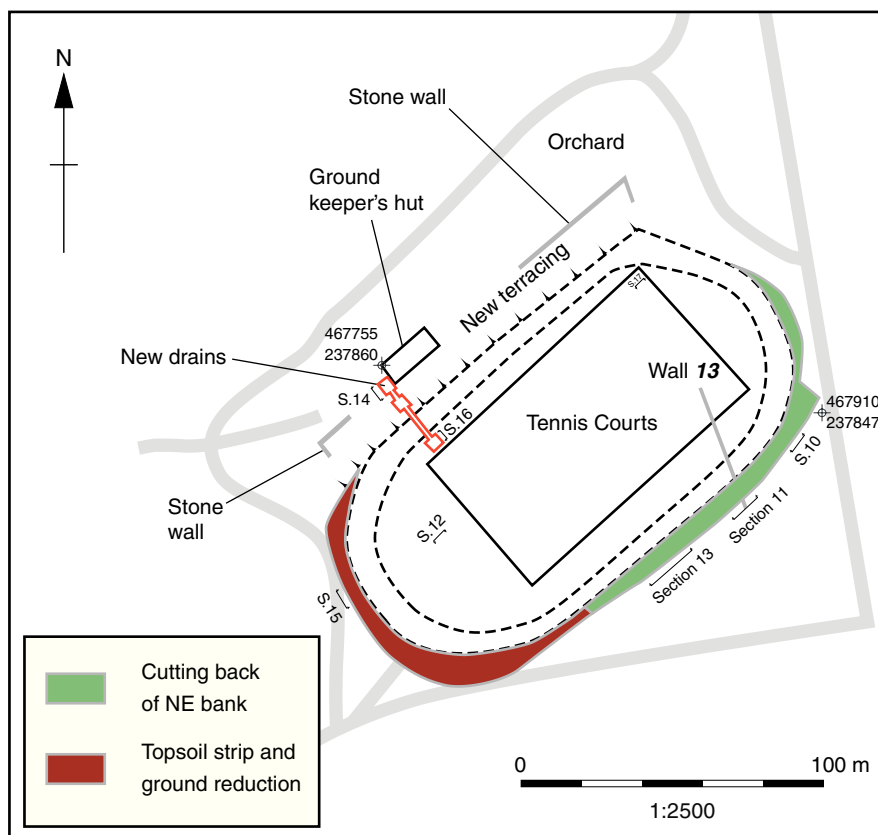 N
Stone wall
Orchard
Ground
keeper's hut
New terracing
S.17
467755
237860
New drains
S.14
S.16
Wall 13
Tennis Courts
467910
237847
S.10
Stone
wall
S.12
Section 11
Section 13
S.15
Cutting back
of NE bank
Topsoil strip and
ground reduction
0
100 m
1:2500